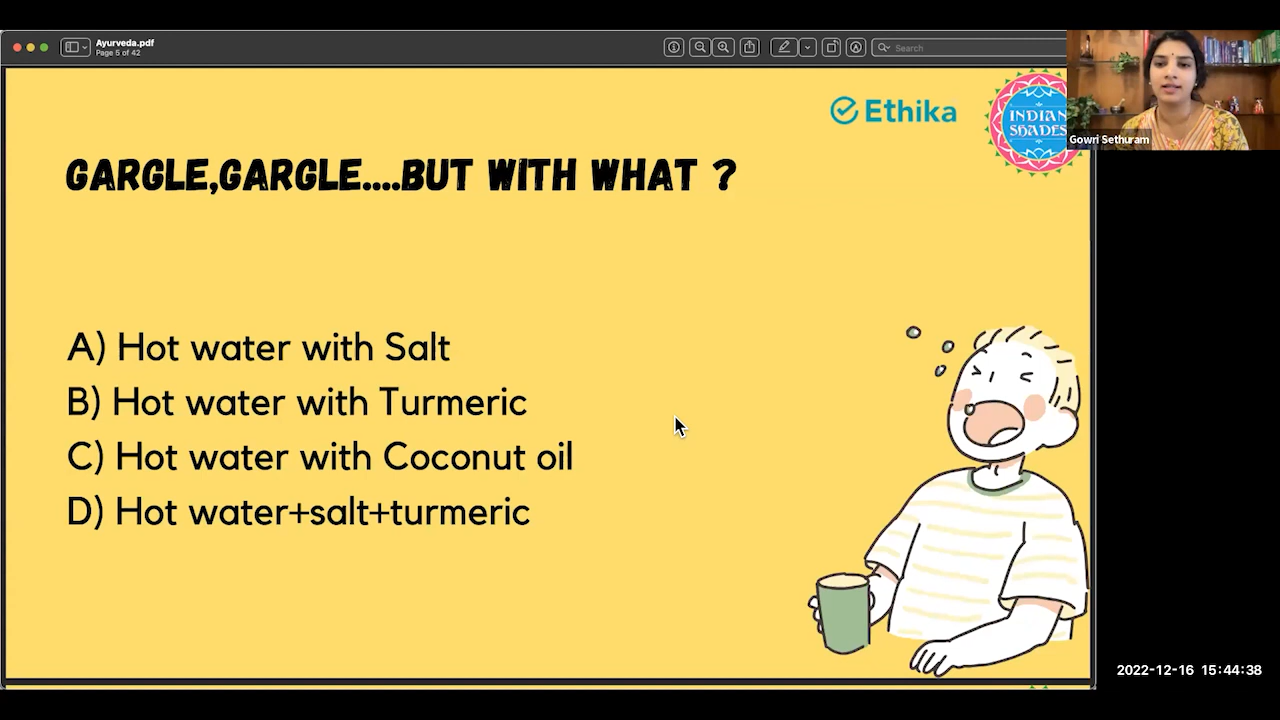 Ayurveda.pdf
Page 5 of 42
Search
Ethika
INDIAN
SHADES
Gowri Sethuram
GARGLE,GARGLE....BUT WITH WHAT ?
A) Hot water with Salt
B) Hot water with Turmeric
C) Hot water with Coconut oil
D) Hot water+salt+turmeric
2022-12-16 15:44:38